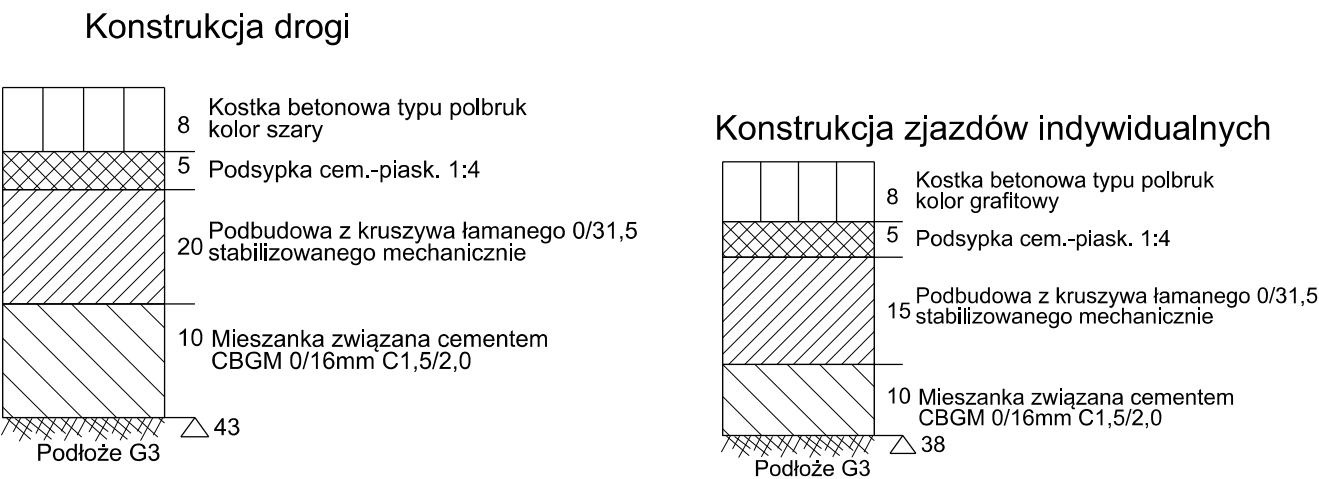 Konstrukcja drogi
8 Kostka betonowa typu polbruk
kolor szary
5 Podsypka cem.-piask. 1:4
20 Podbudowa z kruszywa łamanego 0/31,5
stabilizowanego mechanicznie
10 Mieszanka związana cementem
CBGM 0/16mm C1,5/2,0
43
Podłoże G3
Konstrukcja zjazdów indywidualnych
8 Kostka betonowa typu polbruk
kolor grafitowy
5 Podsypka cem.-piask. 1:4
15 Podbudowa z kruszywa łamanego 0/31,5
stabilizowanego mechanicznie
10 Mieszanka związana cementem
CBGM 0/16mm C1,5/2,0
38
Podłoże G3